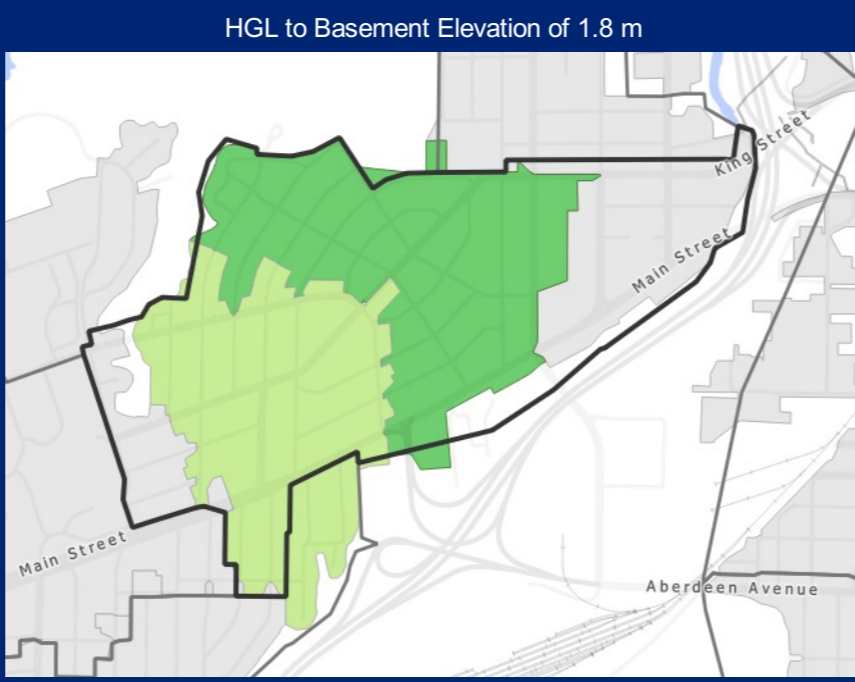 HGL to Basement Elevation of 1.8 m
King Street
Main Street
Main Street
Aberdeen Avenue